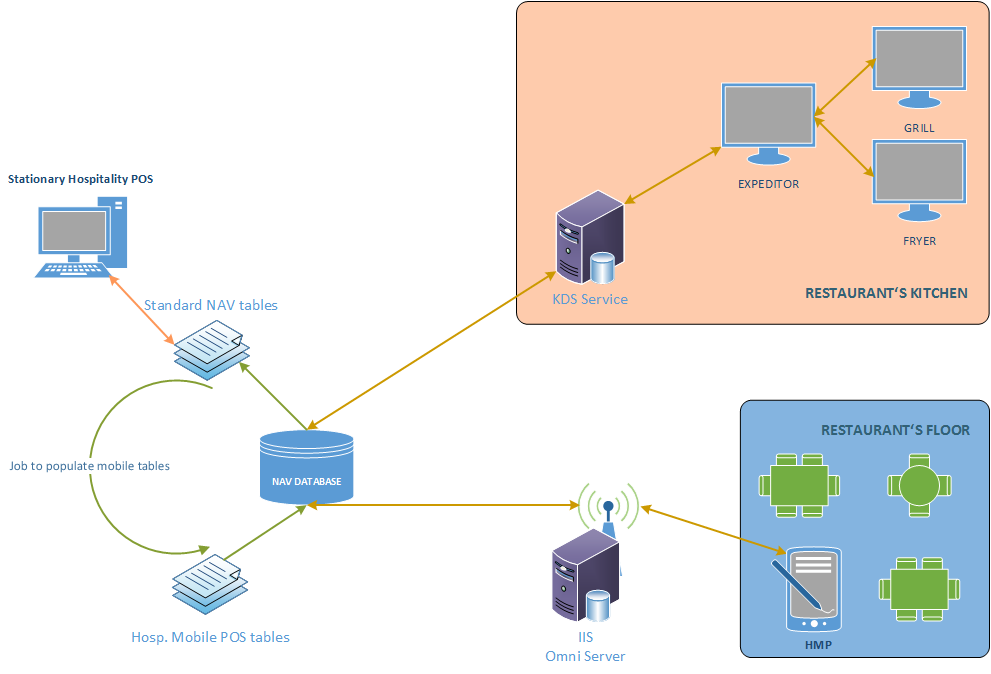 GRILL
EXPEDITOR
FRYER
RESTAURANT‘S KITCHEN
KDS Service
Stationary Hospitality POS
Standard NAV tables
Job to populate mobile tables
NAV DATABASE
Hosp. Mobile POS tables
IIS
Omni Server
RESTAURANT‘S FLOOR
HMP